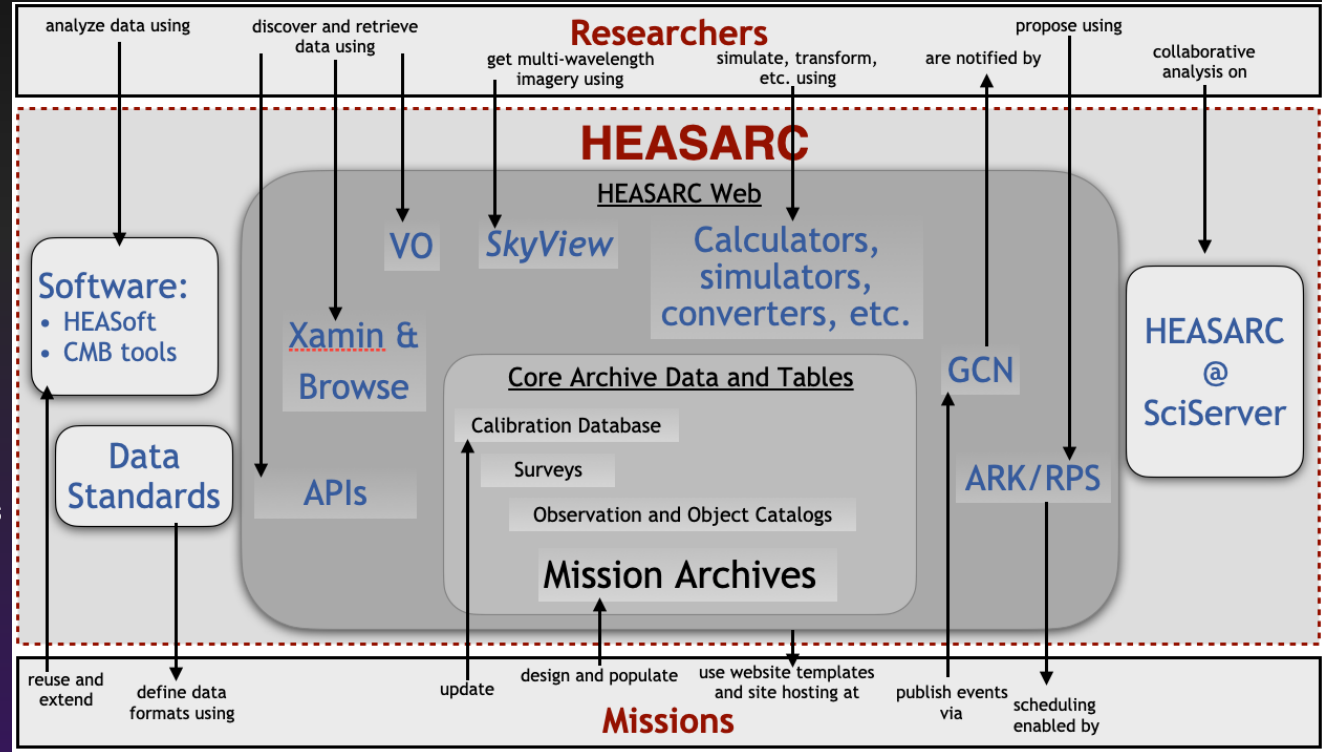 analyze data using
discover and retrieve
data using
Researchers
get multi-wavelength
imagery using
simulate, transform,
etc. using
are notified by
propose using
collaborative
analysis on
HEASARC
HEASARC Web
VO
SkyView
Calculators,
simulators,
converters, etc.
Software:
• HEASoft
• CMB tools
Xamin &
Browse
GCN
HEASARC
@
SciServer
Core Archive Data and Tables
Calibration Database
Surveys
Observation and Object Catalogs
Mission Archives
Data
Standards
APIs
ARK/RPS
s
reuse and
extend
define data
formats using
update
design and populate
use website templates
and site hosting at
publish events
via
scheduling
enabled by
Missions